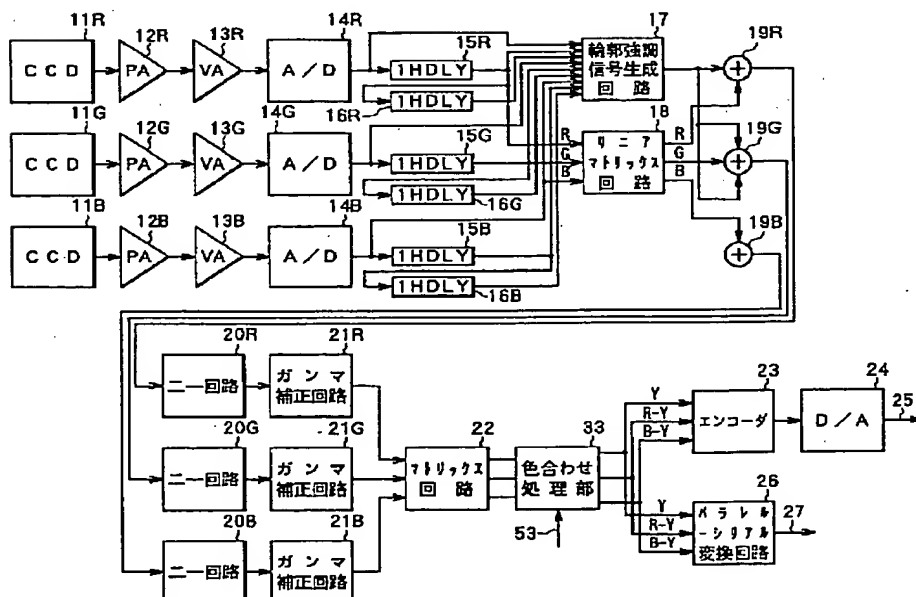 11R 12R 13R 14R 15R 17 19R
CCD PA VA A/D 1HDLY 輪郭強調
信号生成
回路
1HDLY
16R
11G 12G 13G 14G 15G 18 19G
CCD PA VA A/D 1HDLY R G B リニア
マトリックス
回路 R G B
1HDLY
16G
11B 12B 13B 14B 15B 19B
CCD PA VA A/D 1HDLY
1HDLY
16B
20R 21R
ニー回路 ガンマ
補正回路
20G 21G 22 33
ニー回路 ガンマ
補正回路 マトリックス
回路 色合わせ
処理部
53
20B 21B
ニー回路 ガンマ
補正回路
23 24
Y
R-Y
B-Y
エンコーダ D/A 25
26
Y
R-Y
B-Y
パラレル
-シリアル
変換回路 27